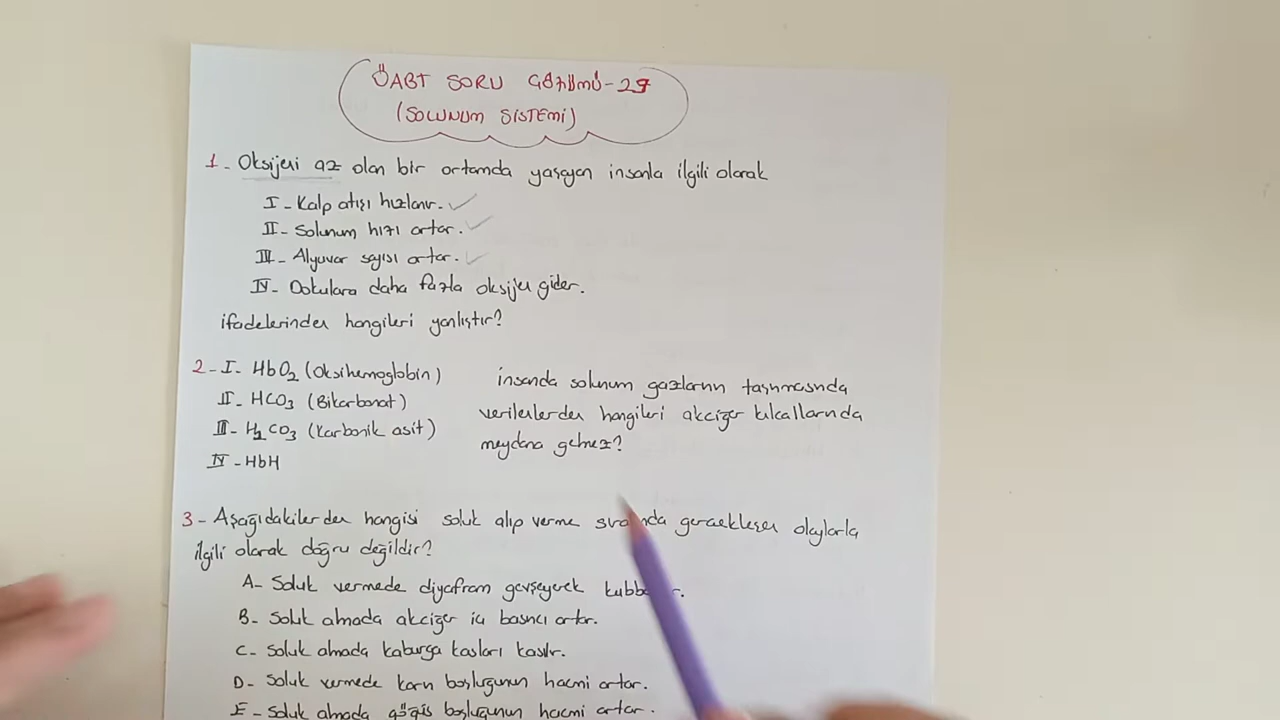 ÖABT SORU ÇÖZÜMÜ-29
(SOLUNUM SİSTEMİ)
1- Oksijeni az olan bir ortamda yaşayan insanla ilgili olarak
I- Kalp atışı hızlanır.
II- Solunum hızı artar.
III- Alyuvar sayısı artar.
IV- Dokulara daha fazla oksijen gider.
ifadelerinden hangileri yanlıştır?
2- I- HbO2 (Oksihemoglobin)
II- HCO3 (Bikarbonat)
III- H2CO3 (Karbonik asit)
IV- HbH
insanda solunum gazlarının taşınmasında
verilenlerden hangileri akciğer kılcallarında
meydana gelmez?
3- Aşağıdakilerden hangisi soluk alıp verme sırasında gerçekleşen olaylarla
ilgili olarak doğru değildir?
A- Soluk vermede diyafram gevşeyerek
B- Soluk almada akciğer iç basıncı artar.
C- Soluk almada kaburga kasları kasılır.
D- Soluk vermede karın boşluğunun hacmi artar.
E- Soluk almada göğüs boşluğunun hacmi artar.